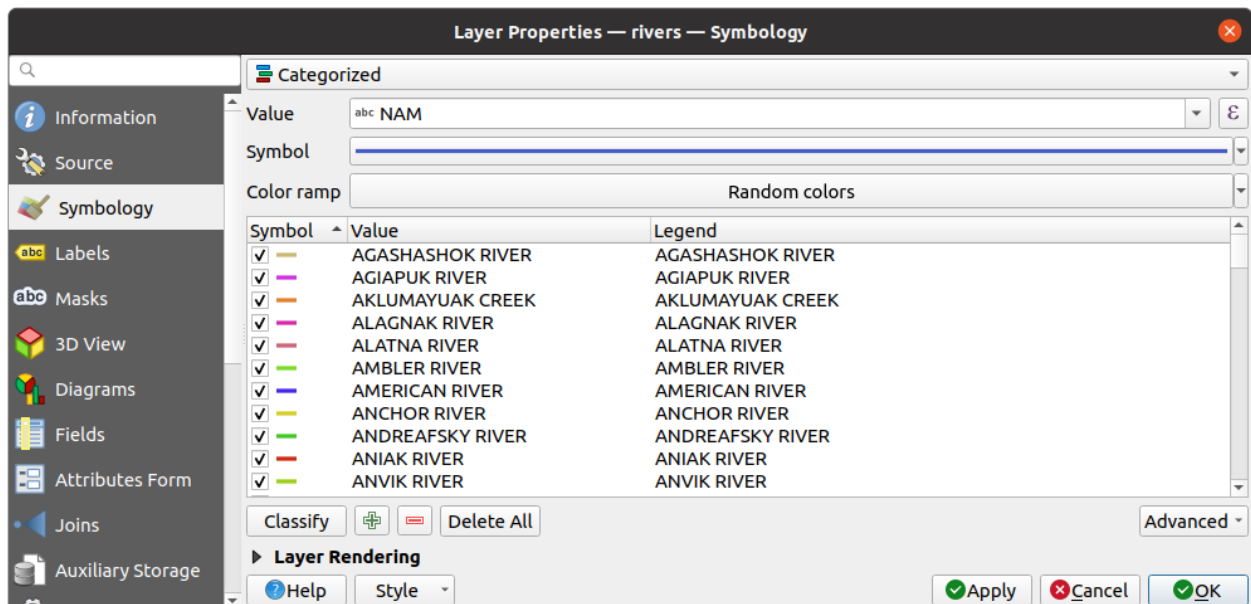 Layer Properties — rivers — Symbology
Categorized
Information
Value abc NAM ε
Source
Symbol
Symbology
Color ramp Random colors
Symbol Value Legend
abc Labels
AGASHASHOK RIVER AGASHASHOK RIVER
AGIAPUK RIVER AGIAPUK RIVER
abc Masks
AKLUMAYUAK CREEK AKLUMAYUAK CREEK
ALAGNAK RIVER ALAGNAK RIVER
3D View
ALATNA RIVER ALATNA RIVER
AMBLER RIVER AMBLER RIVER
Diagrams
AMERICAN RIVER AMERICAN RIVER
ANCHOR RIVER ANCHOR RIVER
Fields
ANDREAFSKY RIVER ANDREAFSKY RIVER
ANIAK RIVER ANIAK RIVER
Attributes Form
ANVIK RIVER ANVIK RIVER
Joins
Classify Delete All Advanced
Layer Rendering
Auxiliary Storage
Help Style Apply Cancel OK